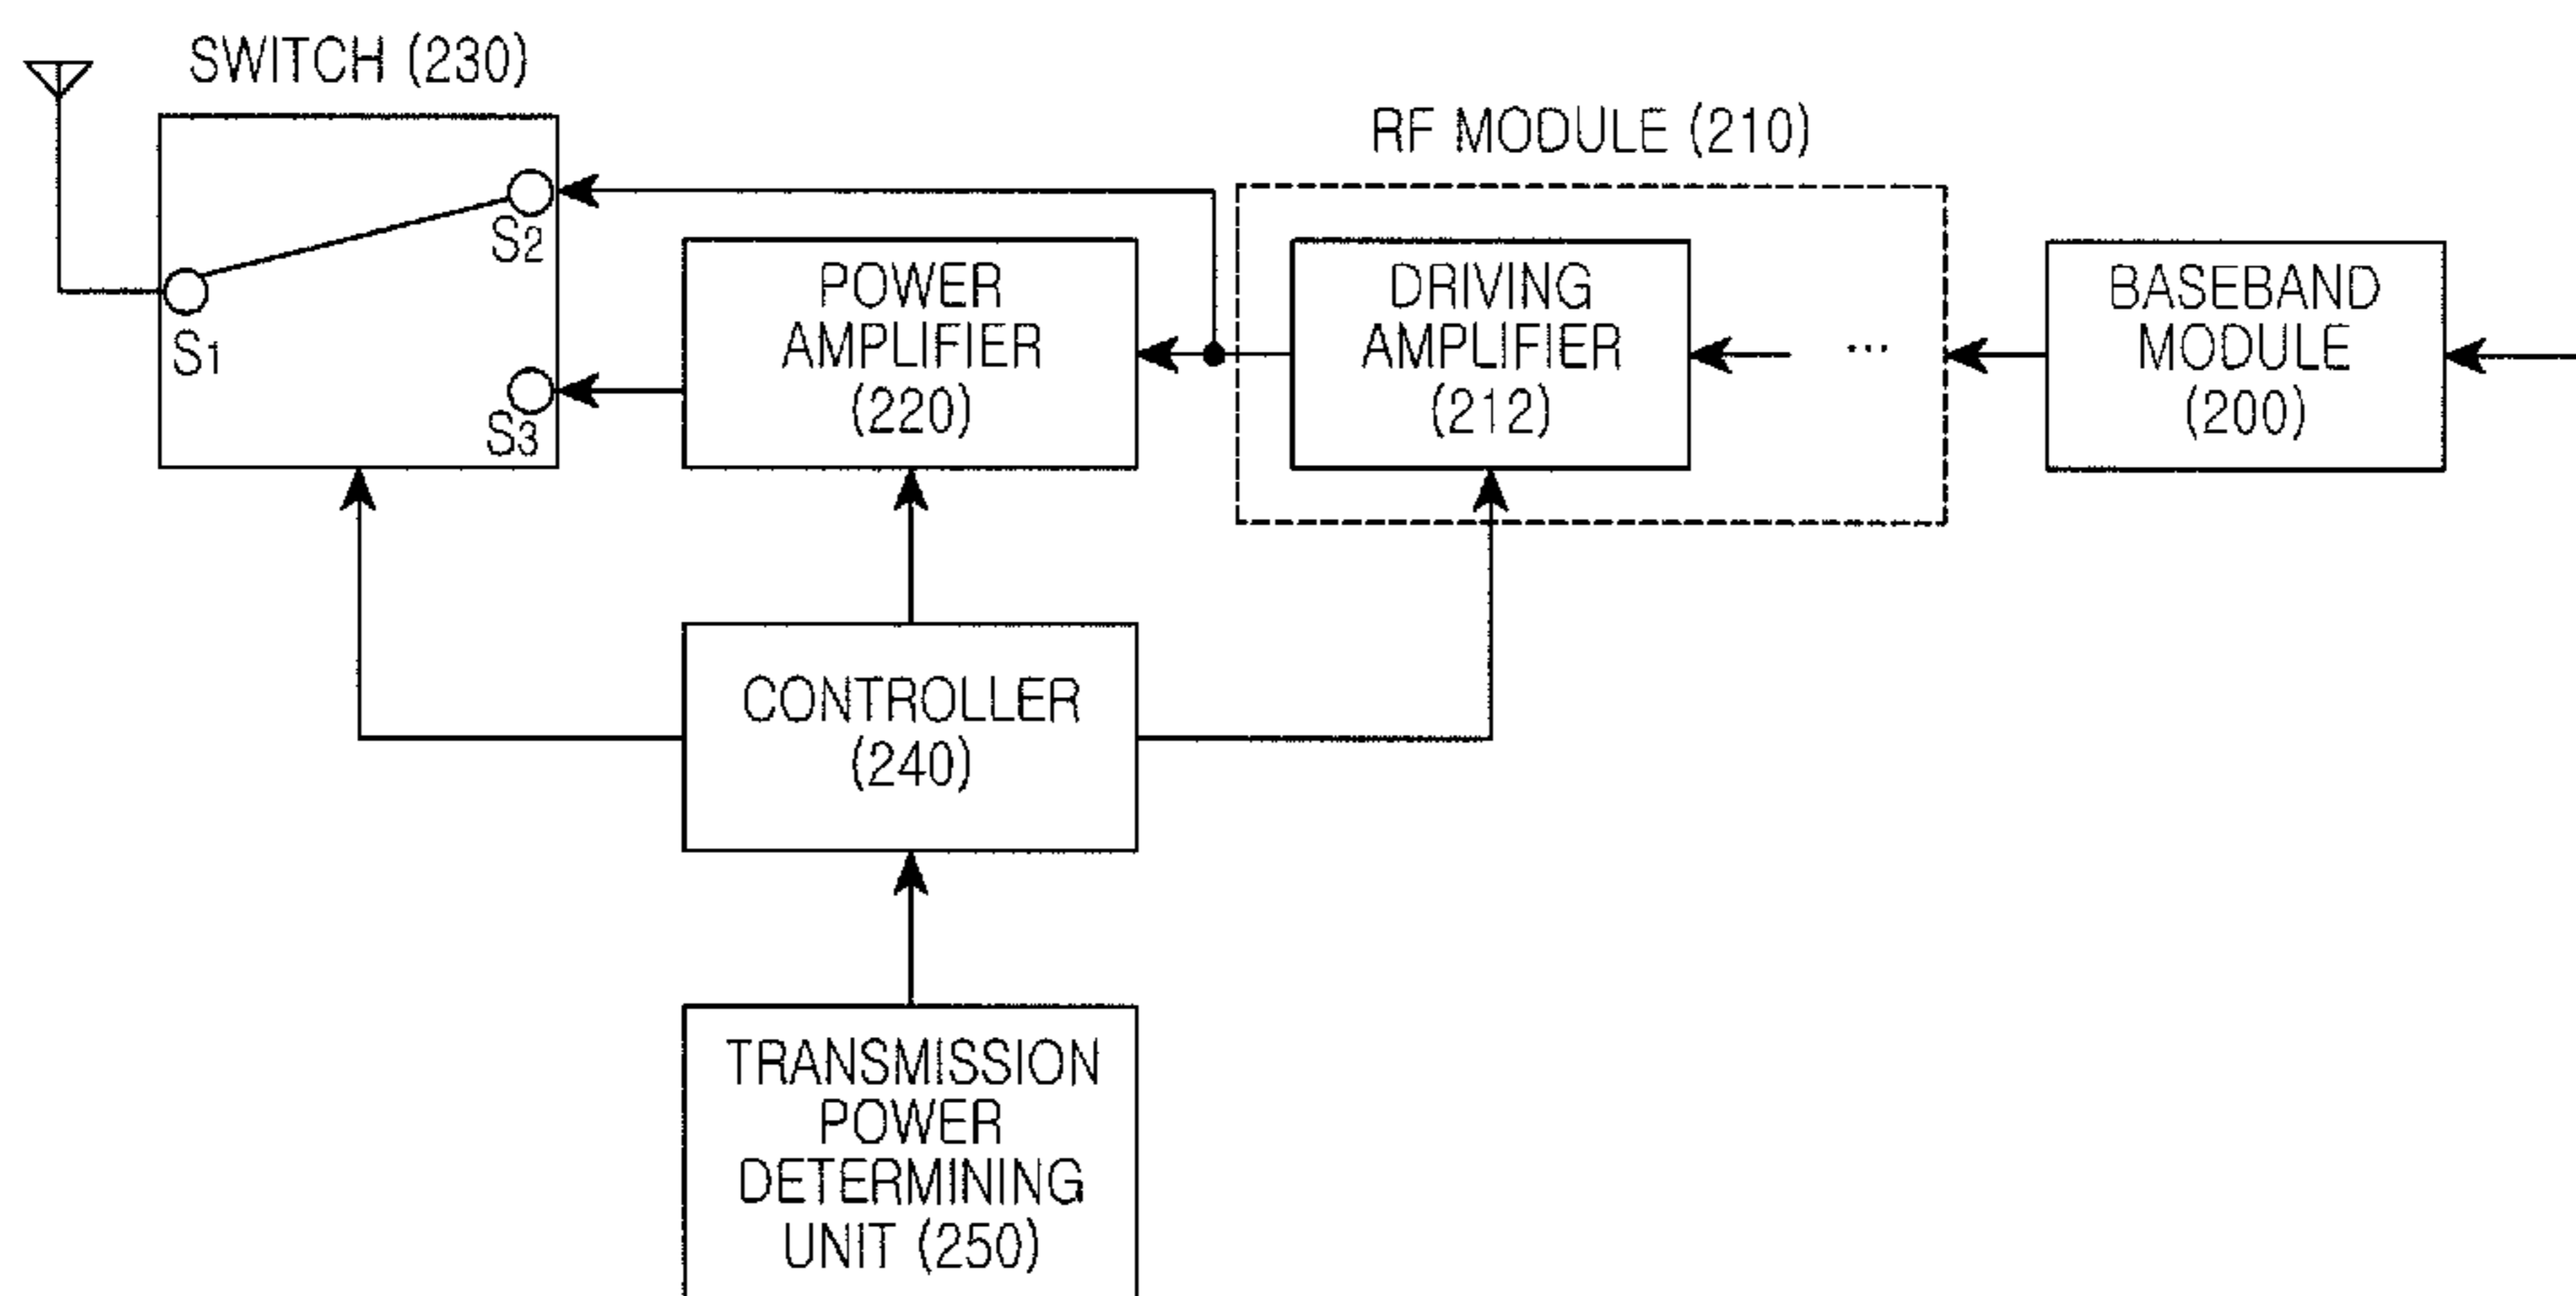 SWITCH (230)
RF MODULE (210)
S2
S1
S3
POWER
AMPLIFIER
(220)
DRIVING
AMPLIFIER
(212)
...
BASEBAND
MODULE
(200)
CONTROLLER
(240)
TRANSMISSION
POWER
DETERMINING
UNIT (250)